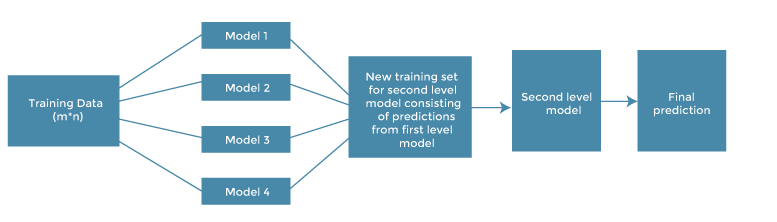 Training Data
(m*n)
Model 1
Model 2
Model 3
Model 4
New training set
for second level
model consisting
of predictions
from first level
model
Second level
model
Final
prediction